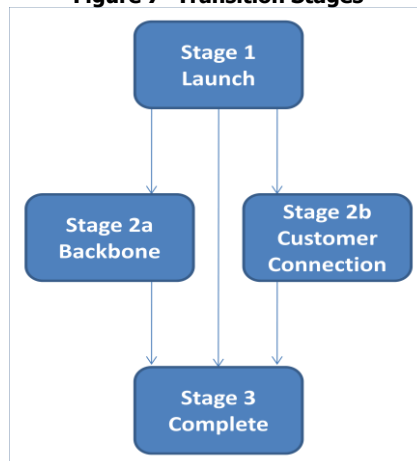 Figure 7 Transition Stages
Stage 1
Launch
Stage 2a
Backbone
Stage 2b
Customer
Connection
Stage 3
Complete